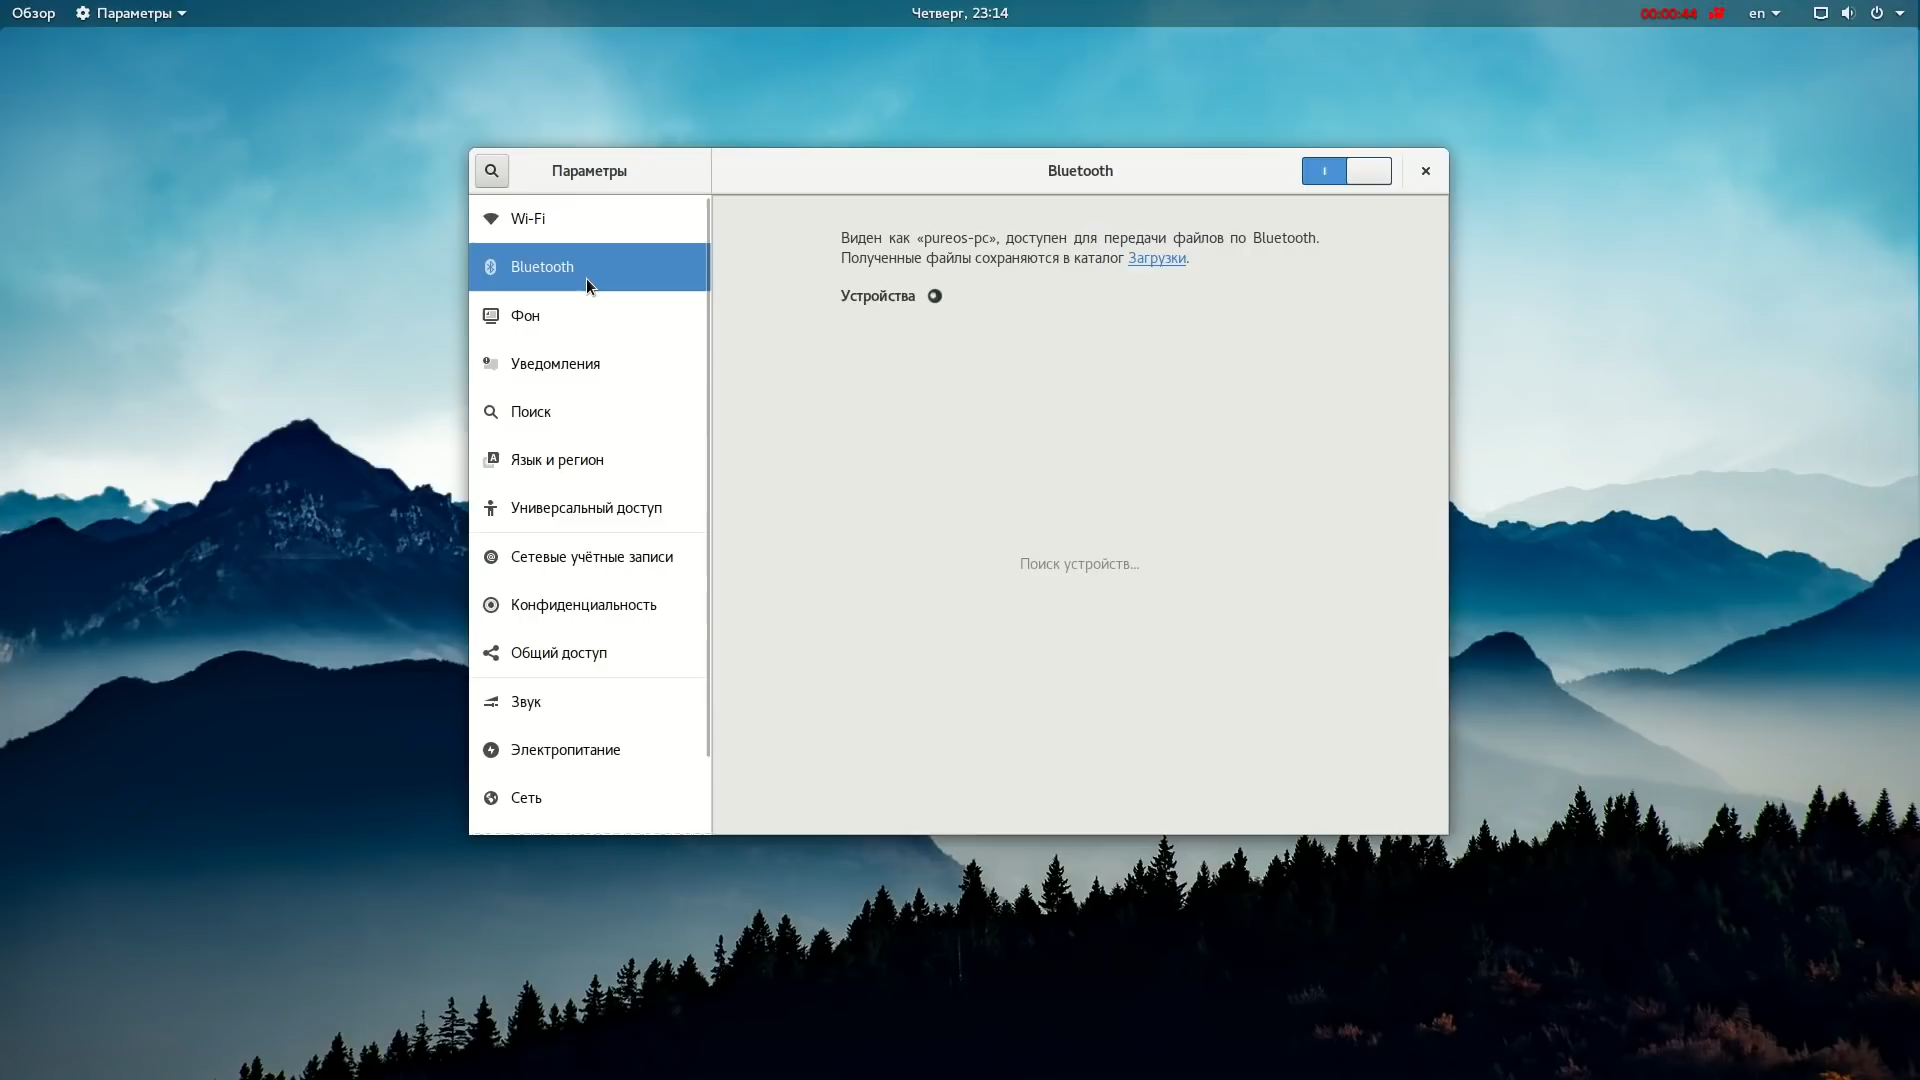 Обзор
Параметры
Четверг, 23:14
00:00:44
en
Параметры
Bluetooth
Wi-Fi
Bluetooth
Фон
Уведомления
Поиск
Язык и регион
Универсальный доступ
Сетевые учётные записи
Конфиденциальность
Общий доступ
Звук
Электропитание
Сеть
Виден как «pureos-pc», доступен для передачи файлов по Bluetooth.
Полученные файлы сохраняются в каталог Загрузки.
Устройства
Поиск устройств...